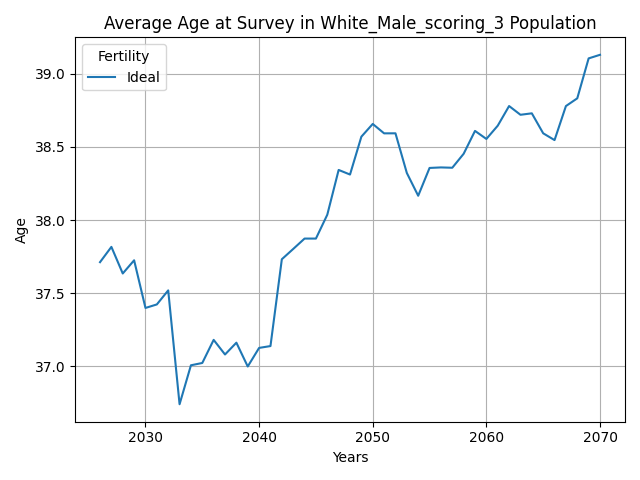 Average Age at Survey in White_Male_scoring_3 Population
Fertility
Ideal
39.0
38.5
38.0
37.5
37.0
Age
2030 2040 2050 2060 2070
Years